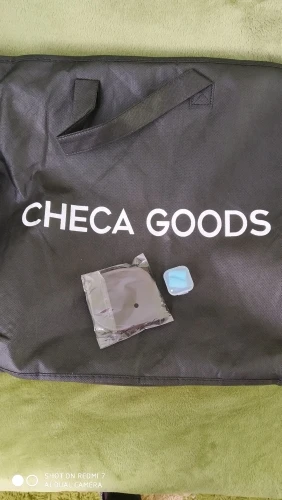 CHECA GOODS
SHOT ON REDMI 7
AI DUAL CAMERA